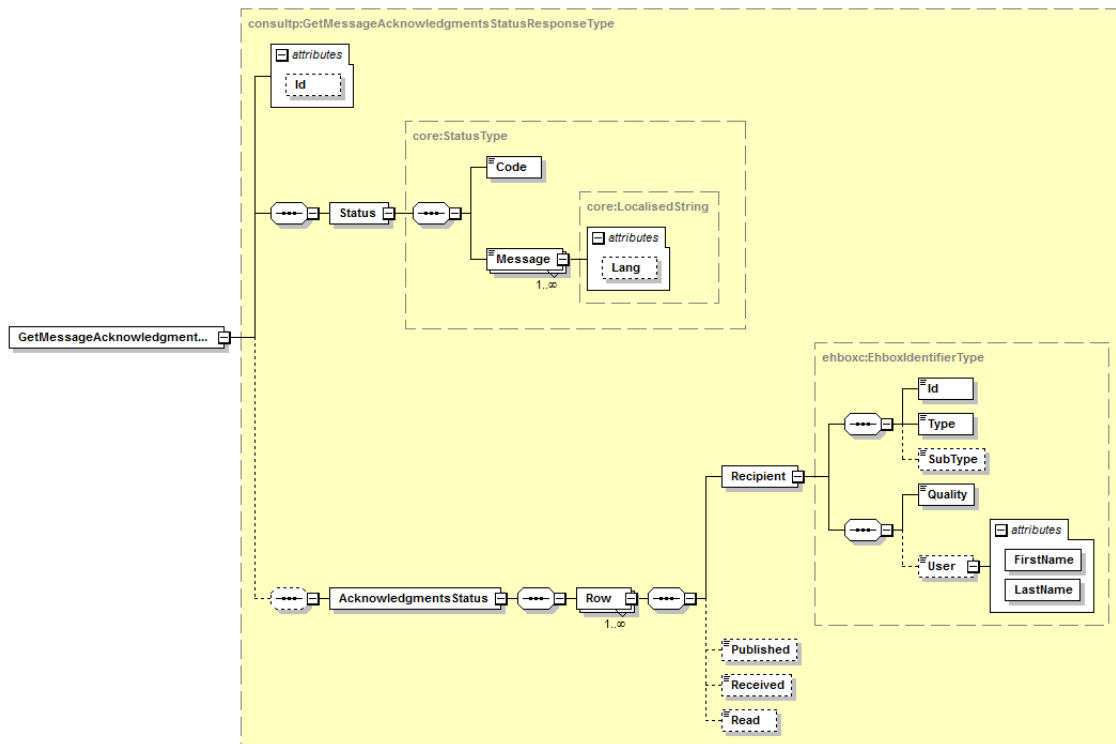 consultp:GetMessageAcknowledgmentsStatusResponseType
attributes
Id
core:StatusType
Code
core:LocalisedString
Status
attributes
Message
Lang
1..∞
GetMessageAcknowledgment...
ehboxc:EhboxIdentifierType
Id
Type
SubType
Recipient
Quality
attributes
User
FirstName
LastName
AcknowledgmentsStatus
Row
1..∞
Published
Received
Read